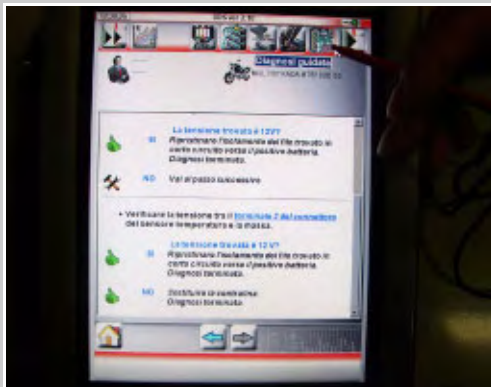 Diagnosi guidata
La tensione trovata è 12V?
SI Ripristinare l'isolamento del filo trovato in
corto circuito verso il positivo batteria.
Diagnosi terminata.
NO Vai al passo successivo
• Verificare la tensione tra il terminale 2 del connettore
del sensore temperatura e la massa.
La tensione trovata è 12 V?
SI Ripristinare l'isolamento del filo trovato in
corto circuito verso il positivo batteria.
Diagnosi terminata.
NO Sostituire la centralina
Diagnosi terminata.